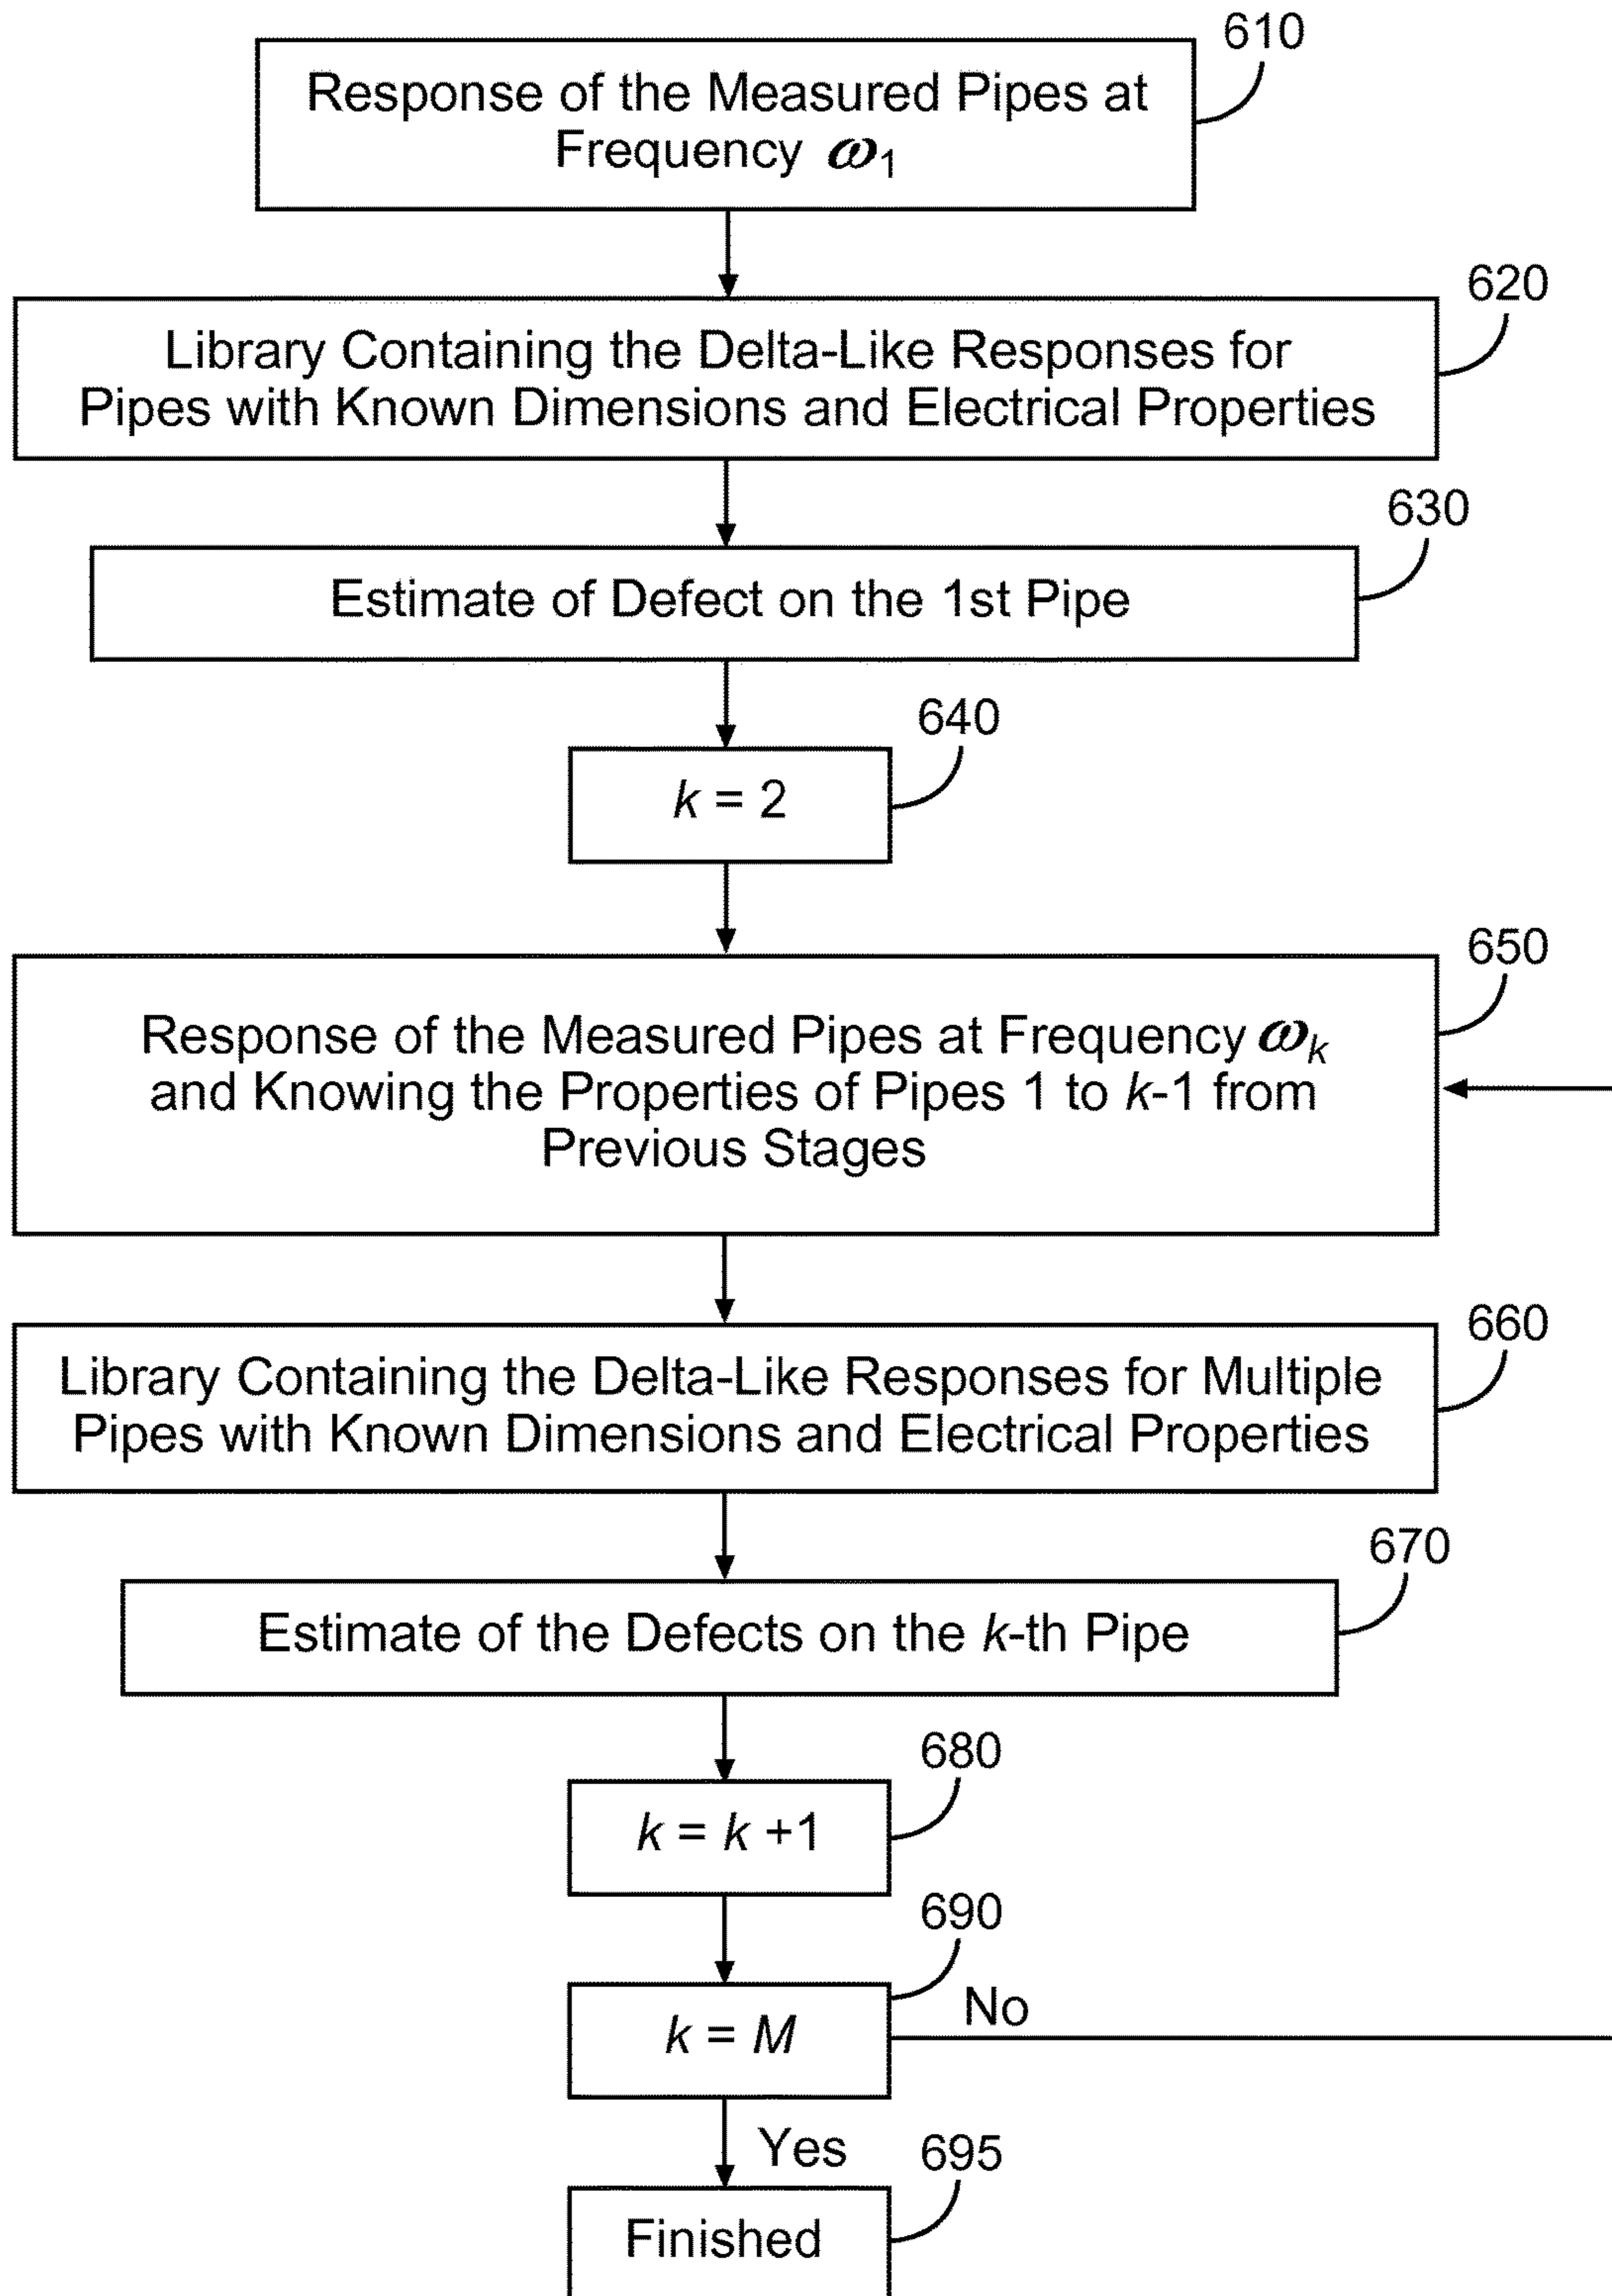 610
Response of the Measured Pipes at
Frequency ω1
620
Library Containing the Delta-Like Responses for
Pipes with Known Dimensions and Electrical Properties
630
Estimate of Defect on the 1st Pipe
640
k = 2
650
Response of the Measured Pipes at Frequency ωk
and Knowing the Properties of Pipes 1 to k-1 from
Previous Stages
660
Library Containing the Delta-Like Responses for Multiple
Pipes with Known Dimensions and Electrical Properties
670
Estimate of the Defects on the k-th Pipe
680
k = k +1
690
k = M
No
Yes
695
Finished